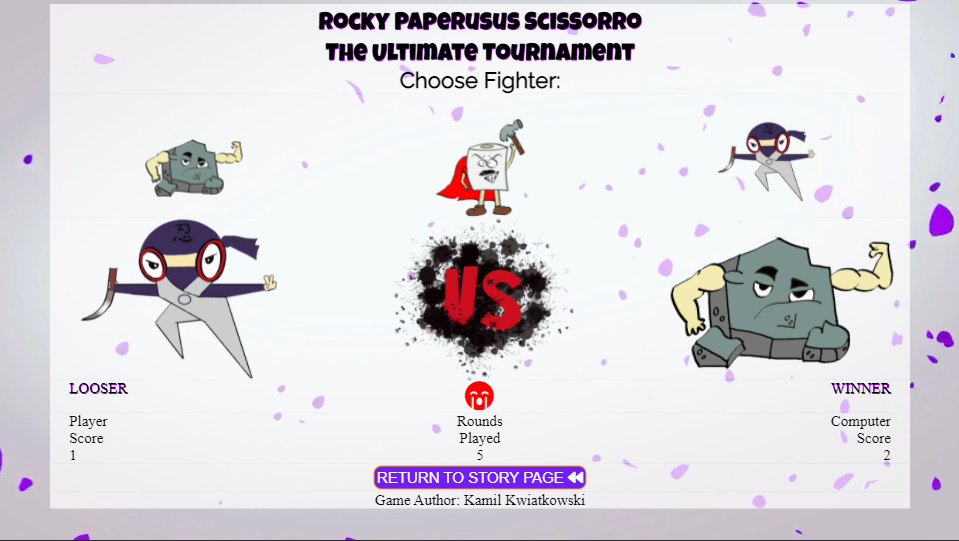 Rocky Paperusus Scissorro
The Ultimate Tournament
Choose Fighter:
VS
LOOSER
WINNER
Player
Score
1
Rounds
Played
5
Computer
Score
2
RETURN TO STORY PAGE
Game Author: Kamil Kwiatkowski